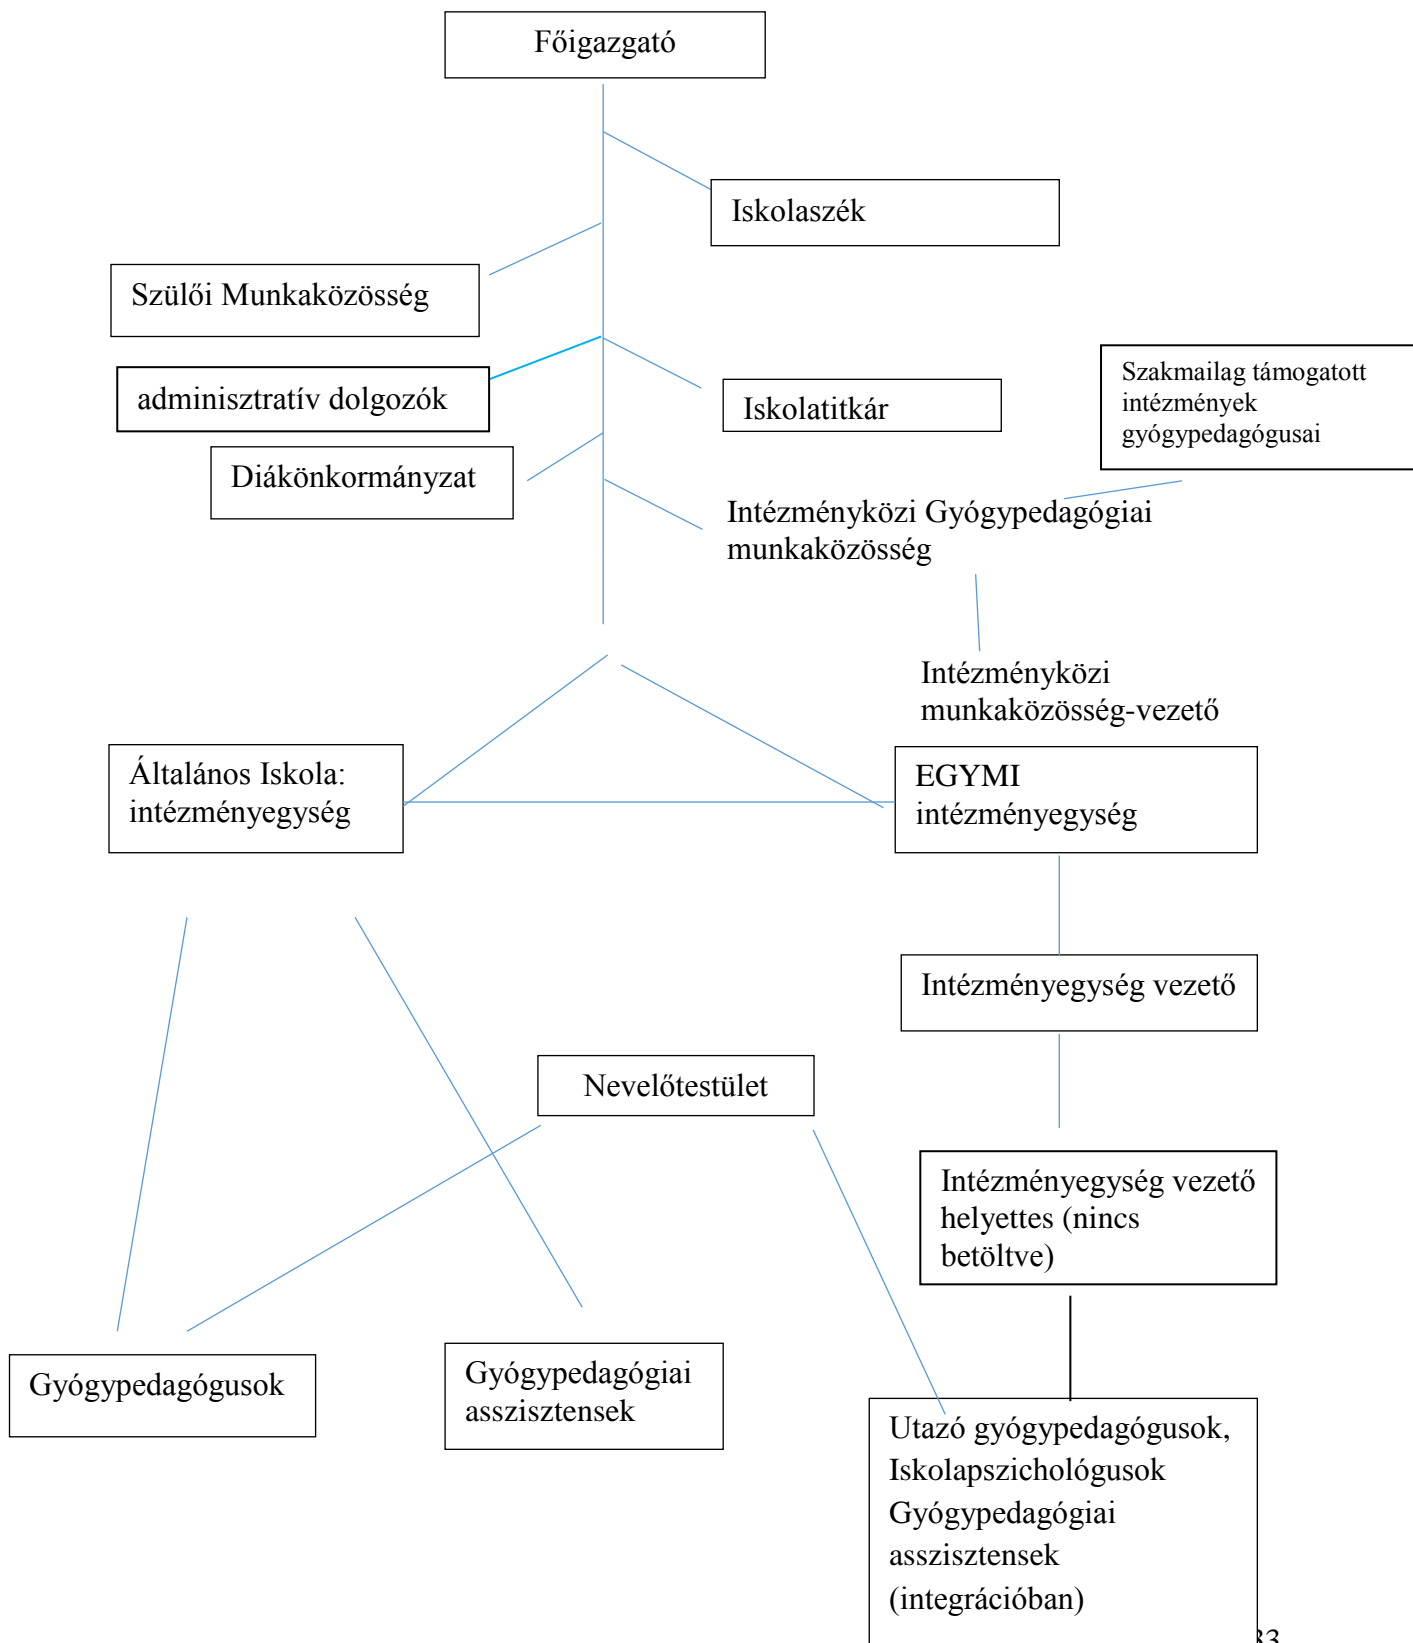 Főigazgató
Iskolaszék
Szülői Munkaközösség
adminisztratív dolgozók
Iskolatitkár
Szakmailag támogatott
intézmények
gyógypedagógusai
Diákönkormányzat
Intézményközi Gyógypedagógiai
munkaközösség
Intézményközi
munkaközösség-vezető
Általános Iskola:
intézményegység
EGYMI
intézményegység
Intézményegység vezető
Nevelőtestület
Intézményegység vezető
helyettes (nincs
betöltve)
Gyógypedagógusok
Gyógypedagógiai
asszisztensek
Utazó gyógypedagógusok,
Iskolapszichológusok
Gyógypedagógiai
asszisztensek
(integrációban)